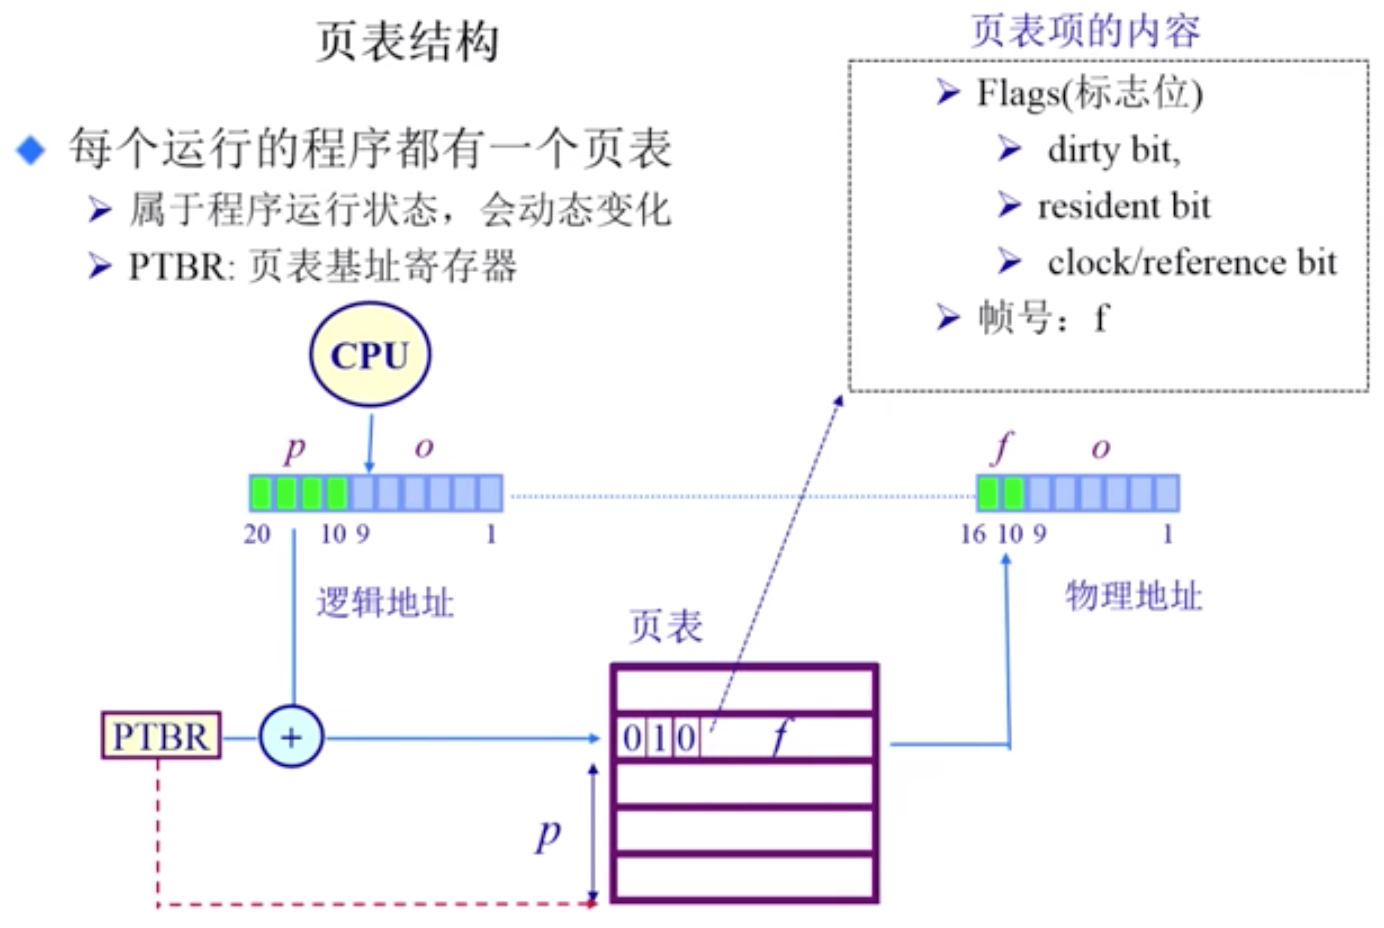 页表结构
每个运行的程序都有一个页表
属于程序运行状态，会动态变化
PTBR: 页表基址寄存器
页表项的内容
Flags(标志位)
dirty bit,
resident bit
clock/reference bit
帧号：f
CPU
p o
20 10 9 1
逻辑地址
f o
16 10 9 1
物理地址
页表
PTBR
+
0 1 0 f
p